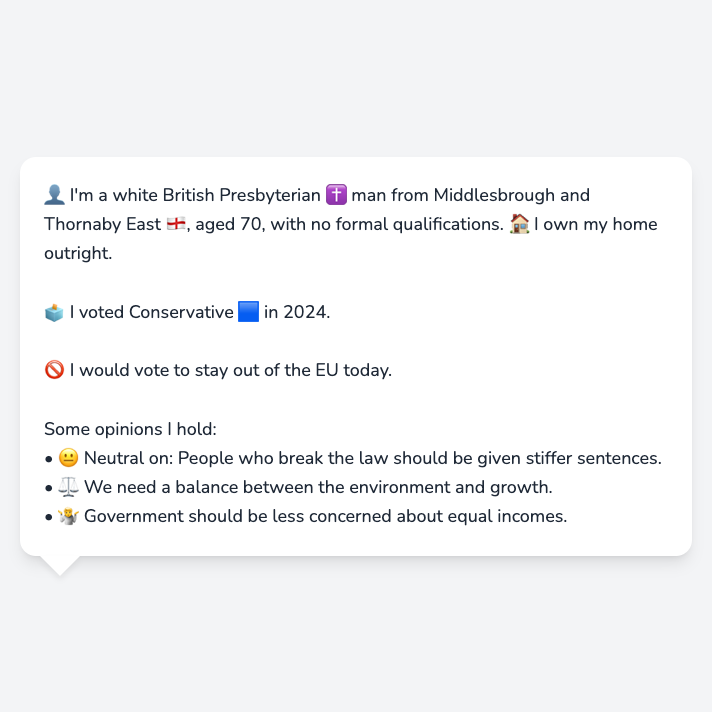 👤 I'm a white British Presbyterian ✝️ man from Middlesbrough and
Thornaby East 🏴󠁧󠁢󠁥󠁮󠁧󠁿, aged 70, with no formal qualifications. 🏠 I own my home
outright.
🗳️ I voted Conservative 🟦 in 2024.
🚫 I would vote to stay out of the EU today.
Some opinions I hold:
• 😐 Neutral on: People who break the law should be given stiffer sentences.
• ⚖️ We need a balance between the environment and growth.
• 🤷 Government should be less concerned about equal incomes.